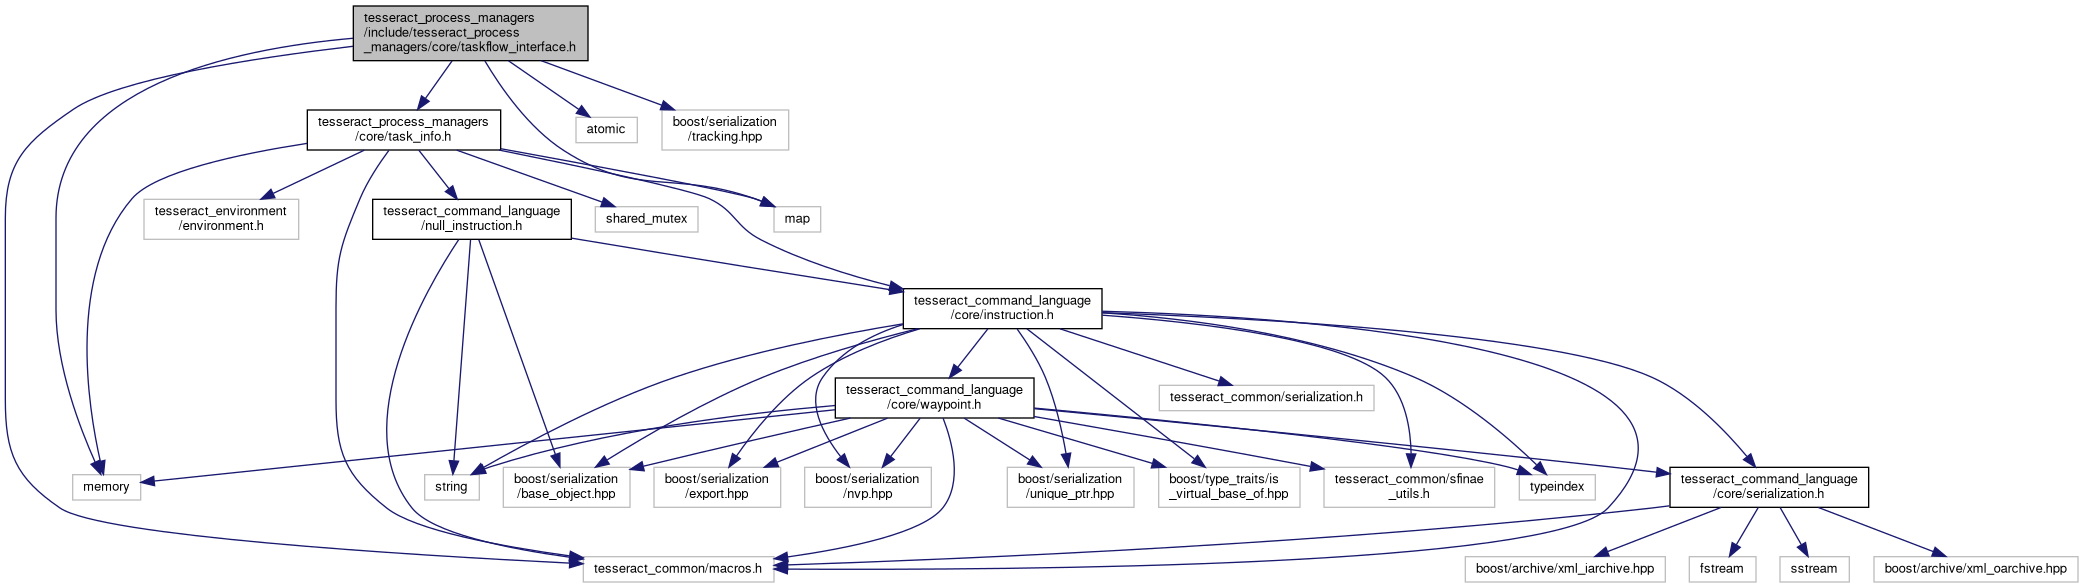 tesseract_process_managers
/include/tesseract_process
_managers/core/taskflow_interface.h
tesseract_process_managers
/core/task_info.h
atomic
boost/serialization
/tracking.hpp
tesseract_environment
/environment.h
tesseract_command_language
/null_instruction.h
shared_mutex
map
tesseract_command_language
/core/instruction.h
tesseract_command_language
/core/waypoint.h
tesseract_common/serialization.h
memory
string
boost/serialization
/base_object.hpp
boost/serialization
/export.hpp
boost/serialization
/nvp.hpp
boost/serialization
/unique_ptr.hpp
boost/type_traits/is
_virtual_base_of.hpp
tesseract_common/sfinae
_utils.h
typeindex
tesseract_command_language
/core/serialization.h
tesseract_common/macros.h
boost/archive/xml_iarchive.hpp
fstream
sstream
boost/archive/xml_oarchive.hpp